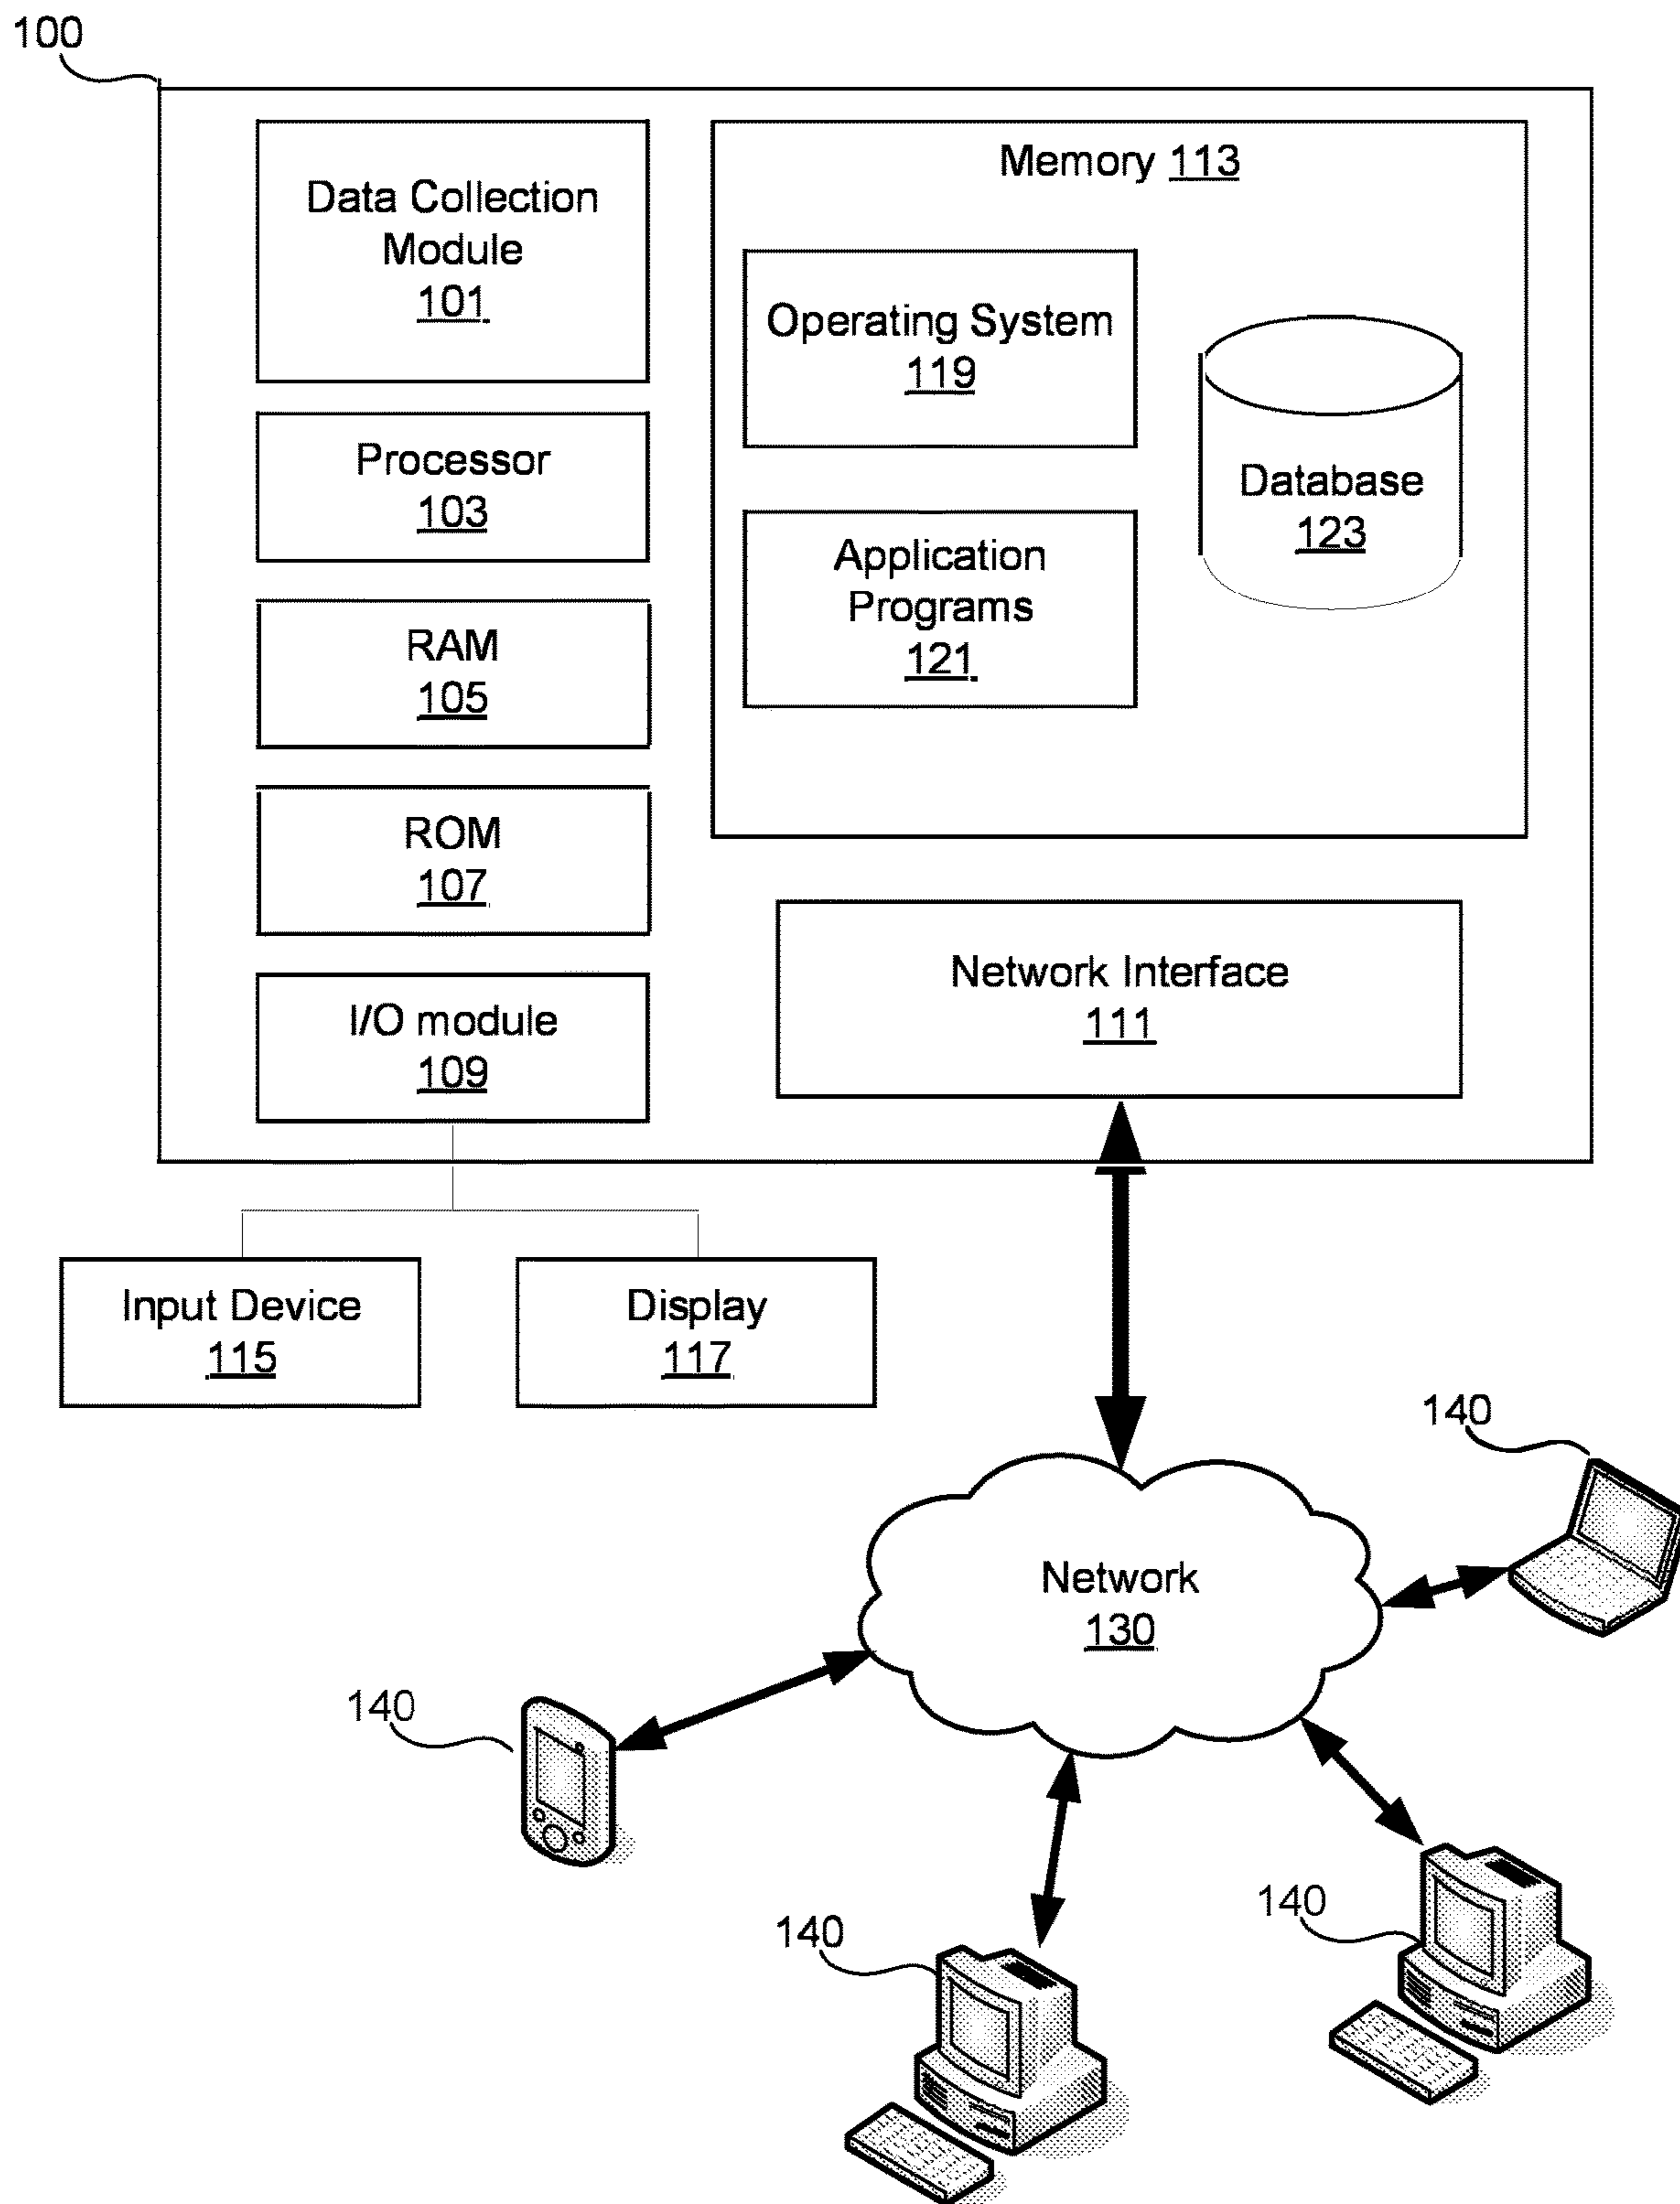 100
Data Collection
Module
101
Processor
103
RAM
105
ROM
107
I/O module
109
Memory 113
Operating System
119
Application
Programs
121
Database
123
Network Interface
111
Input Device
115
Display
117
Network
130
140
140
140
140